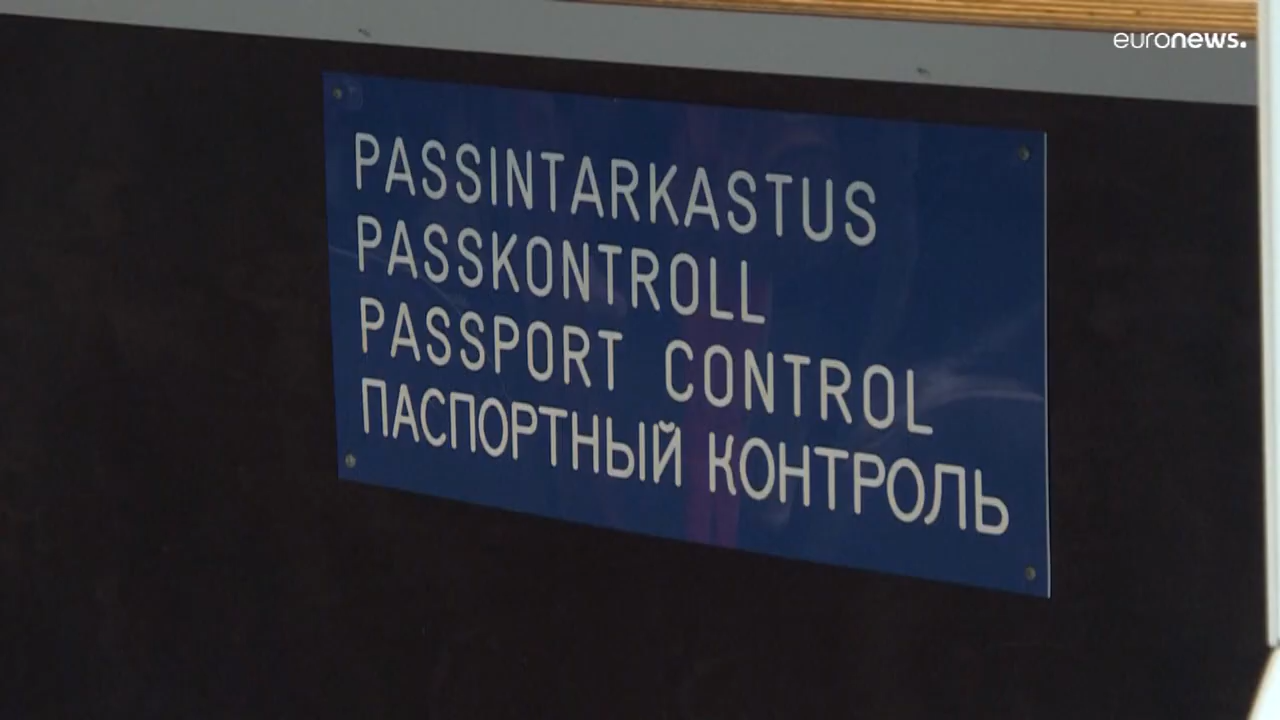 euronews.
PASSINTARKASTUS
PASSKONTROLL
PASSPORT CONTROL
ПАСПОРТНЫЙ КОНТРОЛЬ